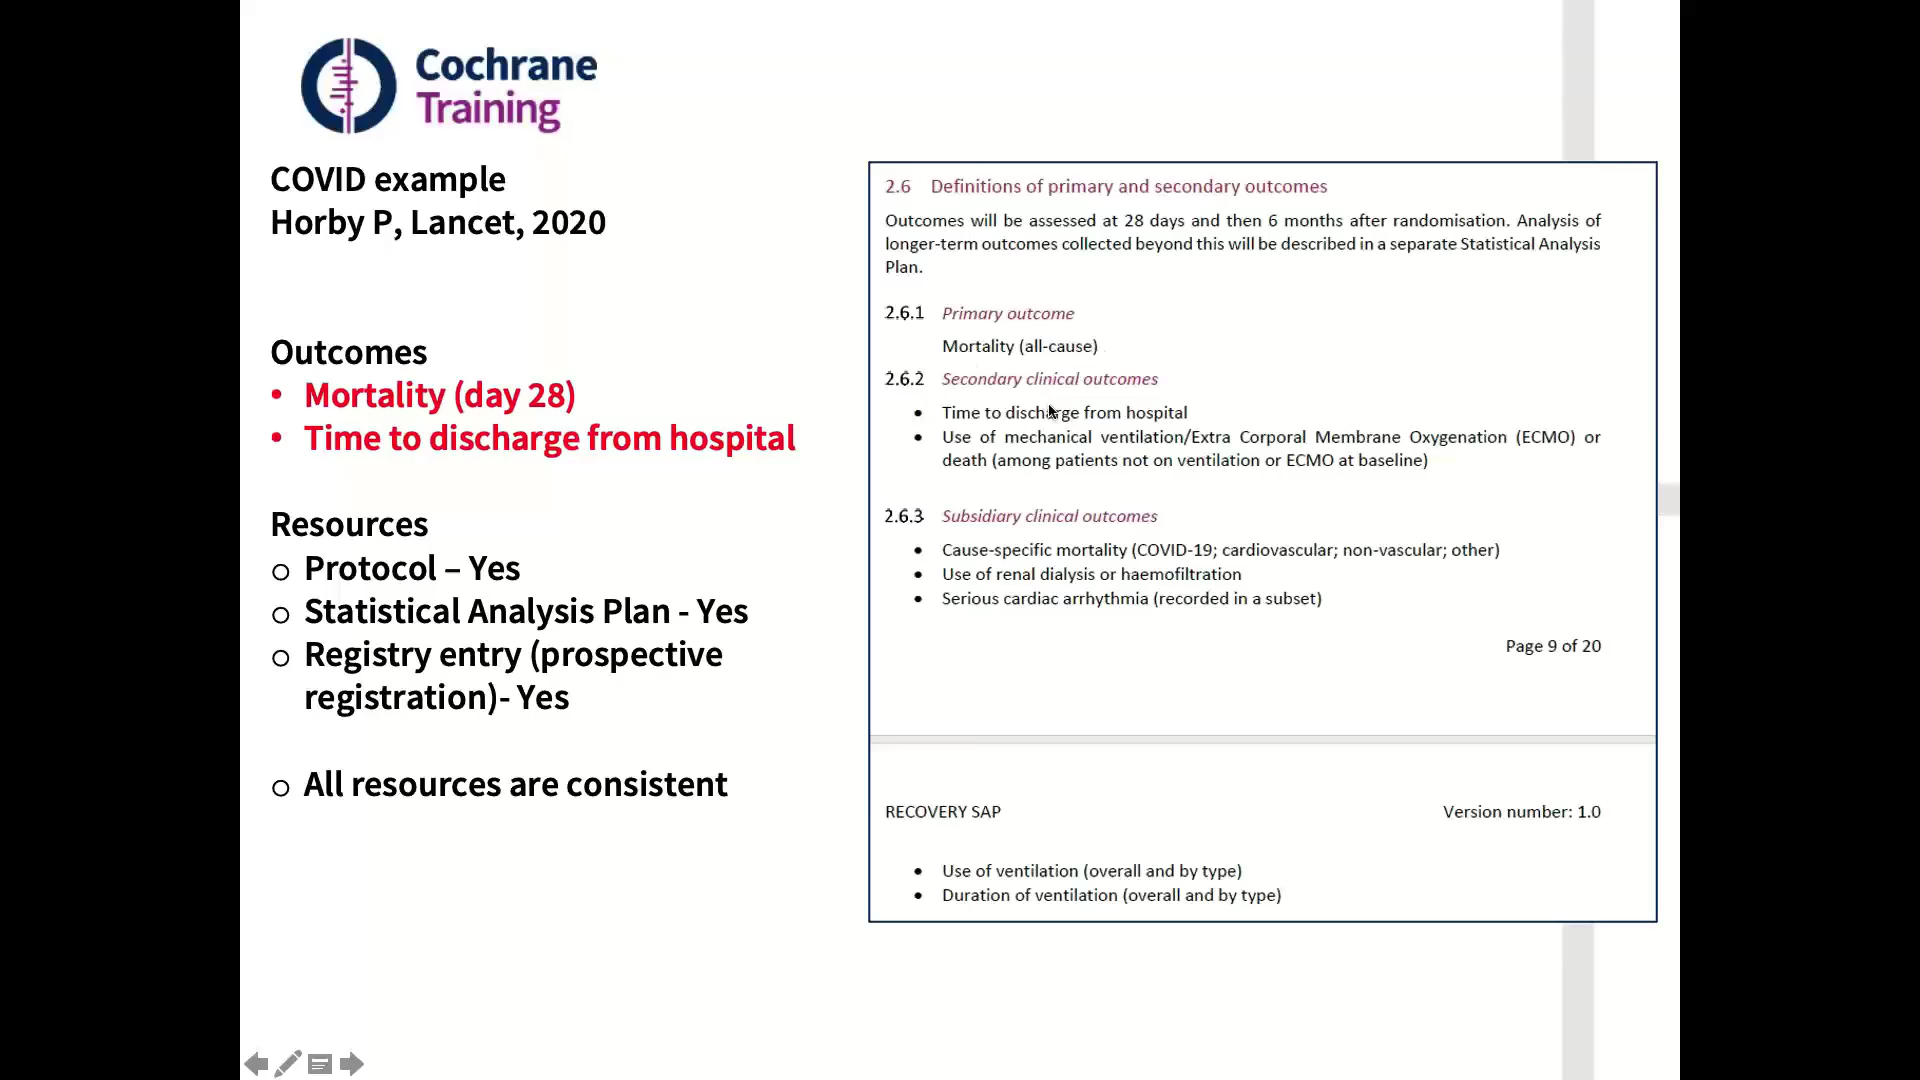 Cochrane
Training
COVID example
Horby P, Lancet, 2020
Outcomes
• Mortality (day 28)
• Time to discharge from hospital
Resources
o Protocol – Yes
o Statistical Analysis Plan - Yes
o Registry entry (prospective
registration)- Yes
o All resources are consistent
2.6 Definitions of primary and secondary outcomes
Outcomes will be assessed at 28 days and then 6 months after randomisation. Analysis of
longer-term outcomes collected beyond this will be described in a separate Statistical Analysis
Plan.
2.6.1 Primary outcome
Mortality (all-cause)
2.6.2 Secondary clinical outcomes
• Time to discharge from hospital
• Use of mechanical ventilation/Extra Corporal Membrane Oxygenation (ECMO) or
death (among patients not on ventilation or ECMO at baseline)
2.6.3 Subsidiary clinical outcomes
• Cause-specific mortality (COVID-19; cardiovascular; non-vascular; other)
• Use of renal dialysis or haemofiltration
• Serious cardiac arrhythmia (recorded in a subset)
Page 9 of 20
RECOVERY SAP Version number: 1.0
• Use of ventilation (overall and by type)
• Duration of ventilation (overall and by type)